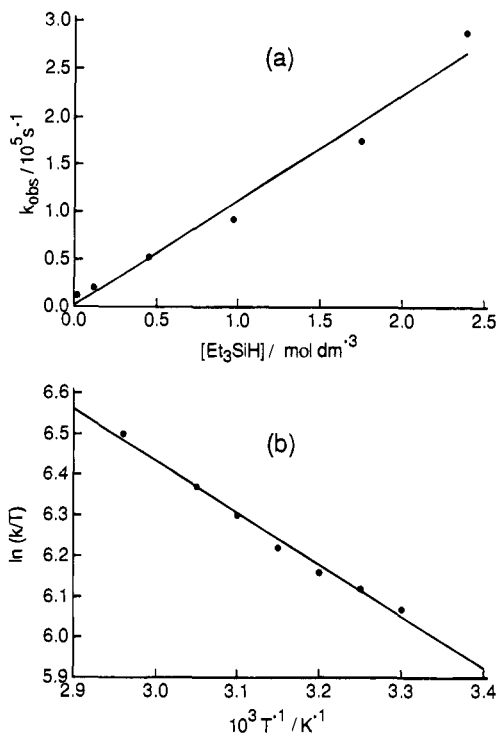 (a)
k_obs / 10^5 s^-1
3.0
2.5
2.0
1.5
1.0
0.5
0.0
0.0 0.5 1.0 1.5 2.0 2.5
[Et3SiH] / mol dm^-3
(b)
ln (k/T)
6.6
6.5
6.4
6.3
6.2
6.1
6.0
5.9
2.9 3.0 3.1 3.2 3.3 3.4
10^3 T^-1 / K^-1